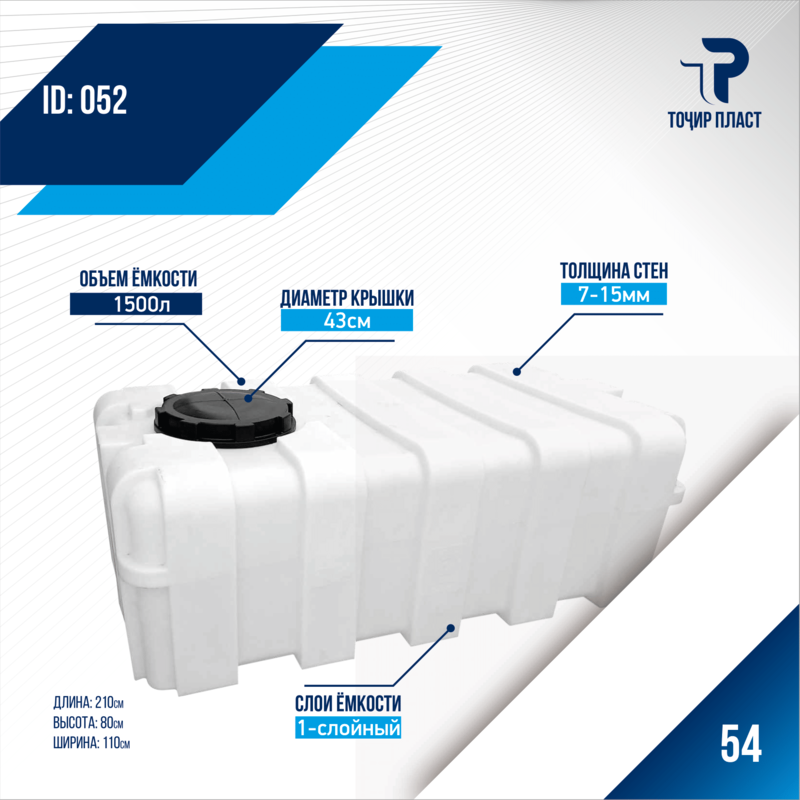 ID: 052
ТОҶИР ПЛАСТ
ОБЪЕМ ЁМКОСТИ
1500л
ДИАМЕТР КРЫШКИ
43см
ТОЛЩИНА СТЕН
7-15мм
СЛОИ ЁМКОСТИ
1-слойный
ДЛИНА: 210см
ВЫСОТА: 80см
ШИРИНА: 110см
54